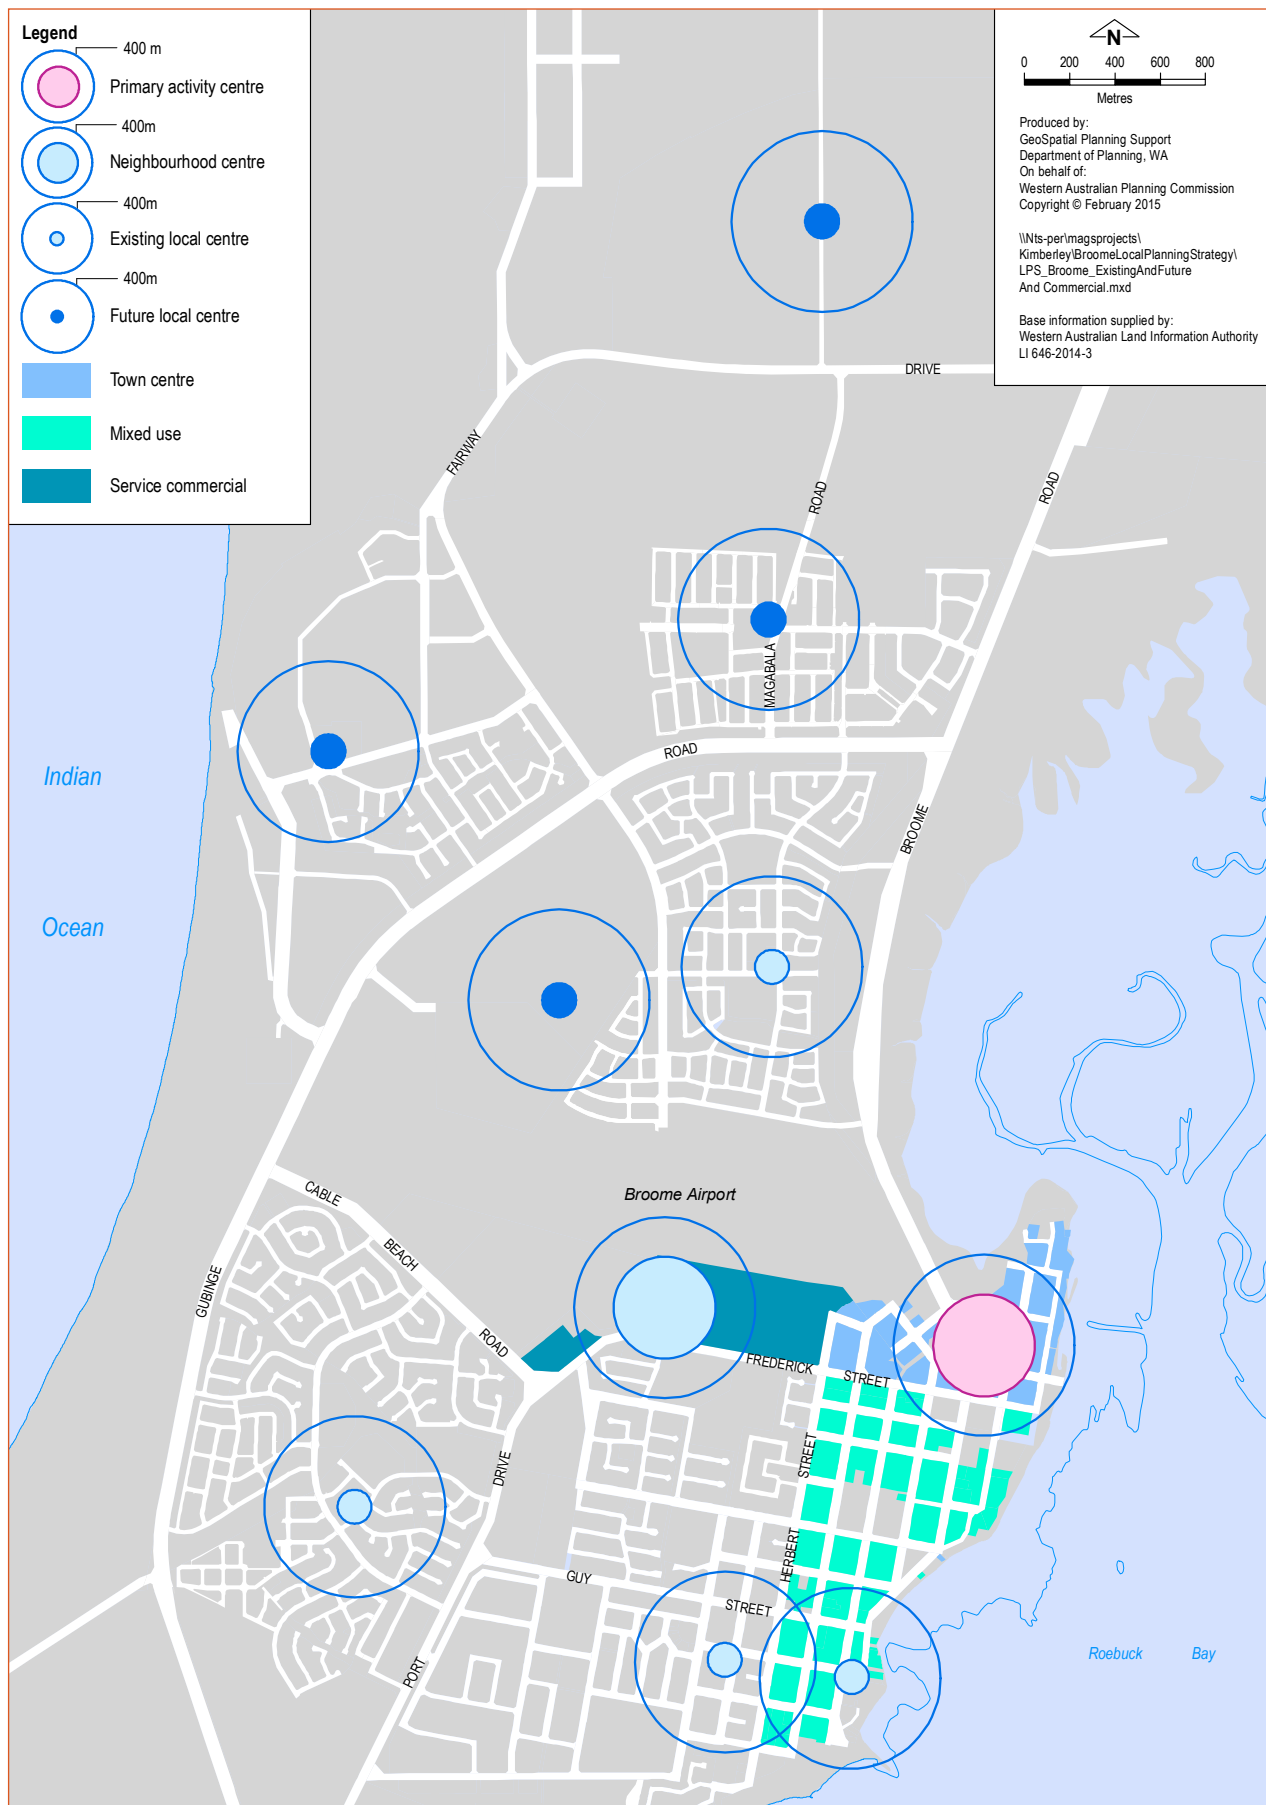 Legend
400 m
Primary activity centre
400m
Neighbourhood centre
400m
Existing local centre
400m
Future local centre
Town centre
Mixed use
Service commercial
N
0 200 400 600 800
Metres
Produced by:
GeoSpatial Planning Support
Department of Planning, WA
On behalf of:
Western Australian Planning Commission
Copyright © February 2015
\\Nts-per\magsprojects\
Kimberley\BroomeLocalPlanningStrategy\
LPS_Broome_ExistingAndFuture
And Commercial.mxd
Base information supplied by:
Western Australian Land Information Authority
LI 646-2014-3
DRIVE
FAIRWAY
ROAD
ROAD
MAGABALA
ROAD
Indian
BROOME
Ocean
CABLE
Broome Airport
BEACH
GUBINGE
ROAD
FREDERICK
STREET
STREET
DRIVE
HERBERT
GUY
STREET
PORT
Roebuck Bay